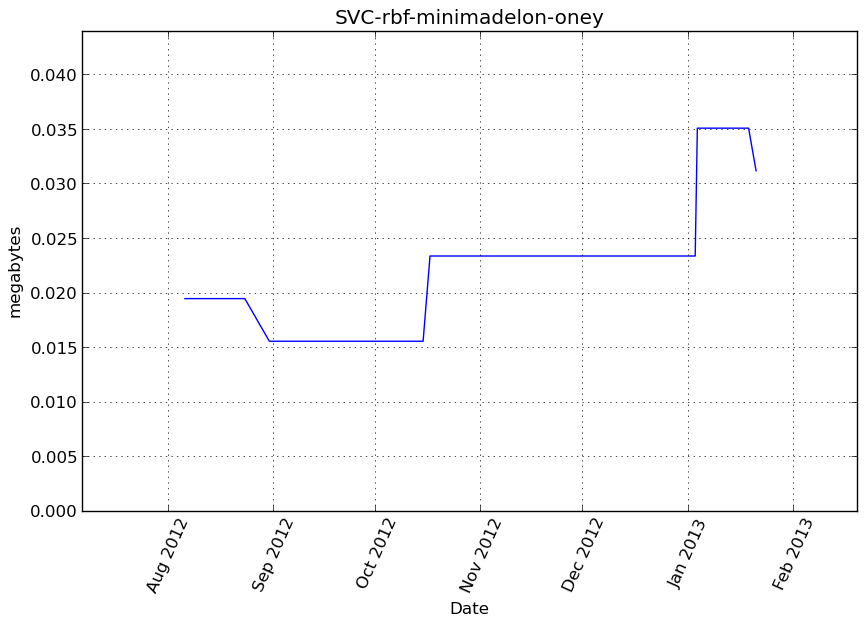 SVC-rbf-minimadelon-oney
0.040
0.035
0.030
0.025
0.020
0.015
0.010
0.005
0.000
megabytes
Aug 2012
Sep 2012
Oct 2012
Nov 2012
Dec 2012
Jan 2013
Feb 2013
Date